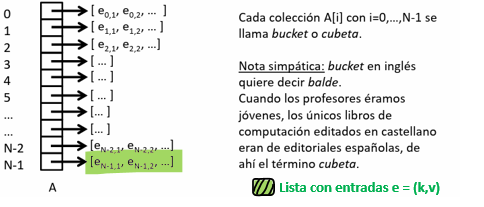 0 [ e0,1, e0,2, ... ]
1 [ e1,1, e1,2, ... ]
2 [ e2,1, e2,2, ... ]
3 [ ... ]
4 [ ... ]
5 [ ... ]
... [ ... ]
... [ ... ]
N-2 [eN-2,1, eN-2,2, ...]
N-1 [eN-1,1, eN-1,2, ...]
A
Cada colección A[i] con i=0,...,N-1 se
llama bucket o cubeta.
Nota simpática: bucket en inglés
quiere decir balde.
Cuando los profesores éramos
jóvenes, los únicos libros de
computación editados en castellano
eran de editoriales españolas, de
ahí el término cubeta.
Lista con entradas e = (k,v)